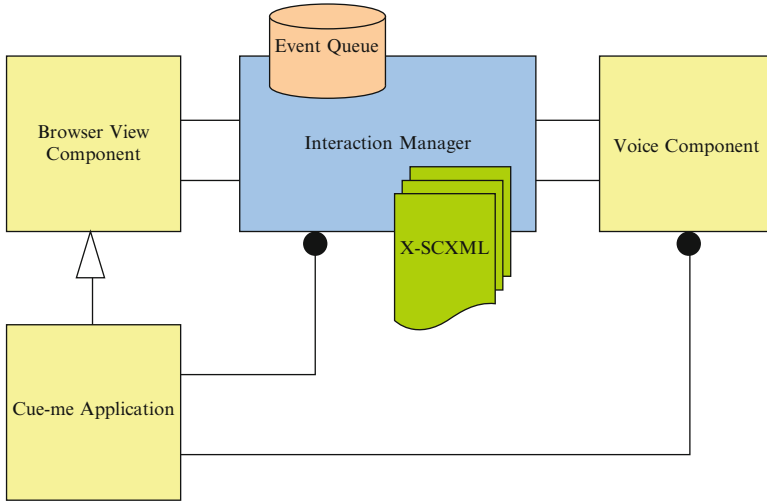 Event Queue
Browser View
Component
Interaction Manager
Voice Component
X-SCXML
Cue-me Application